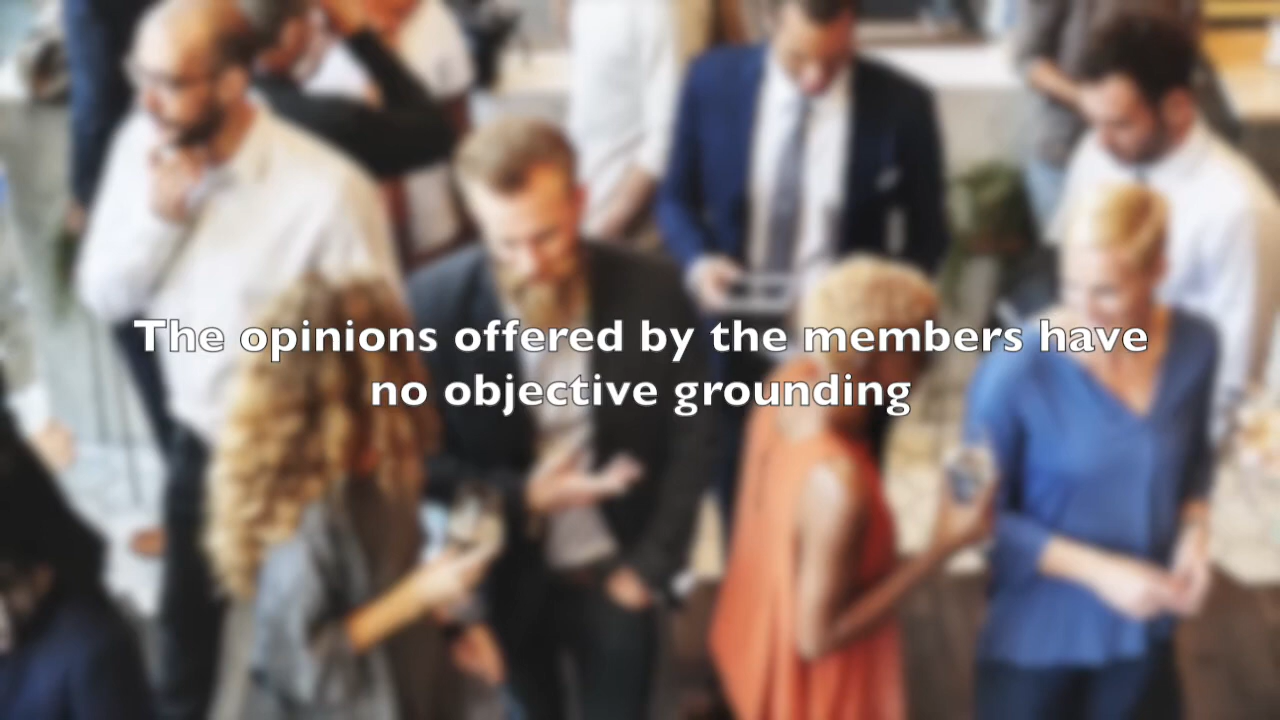 The opinions offered by the members have
no objective grounding